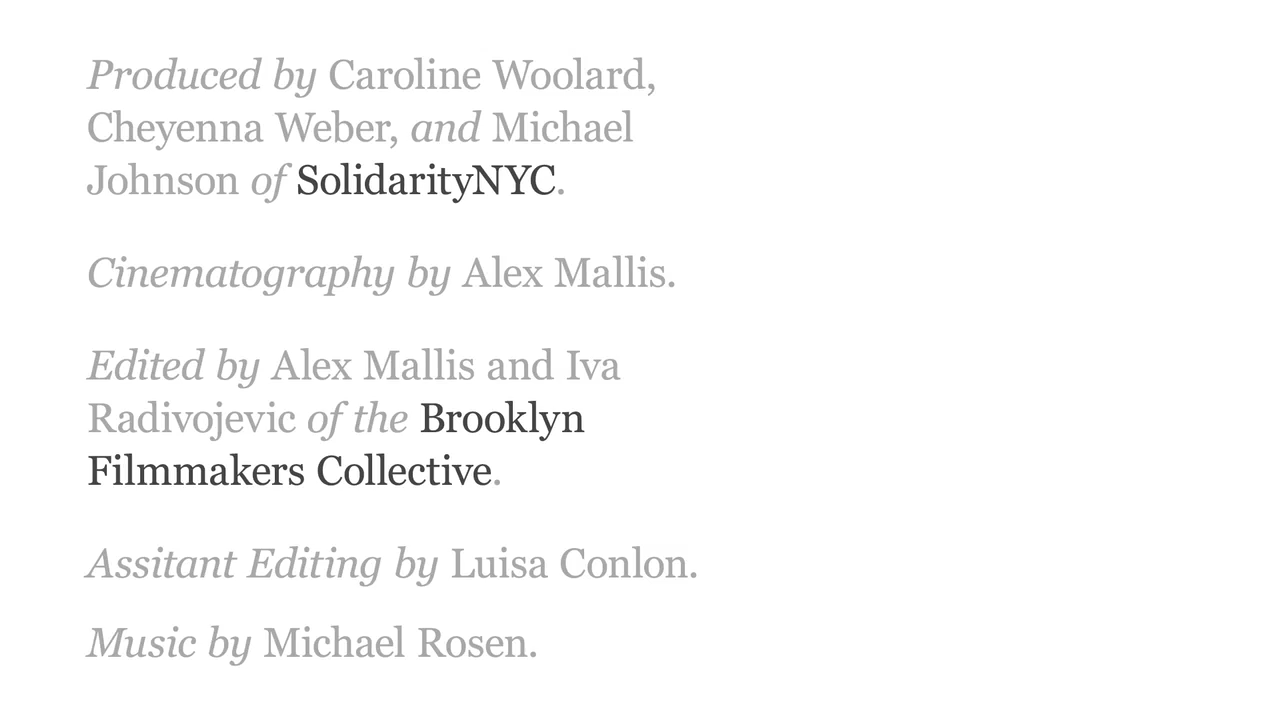 Produced by Caroline Woolard,
Cheyenna Weber, and Michael
Johnson of SolidarityNYC.
Cinematography by Alex Mallis.
Edited by Alex Mallis and Iva
Radivojevic of the Brooklyn
Filmmakers Collective.
Assitant Editing by Luisa Conlon.
Music by Michael Rosen.